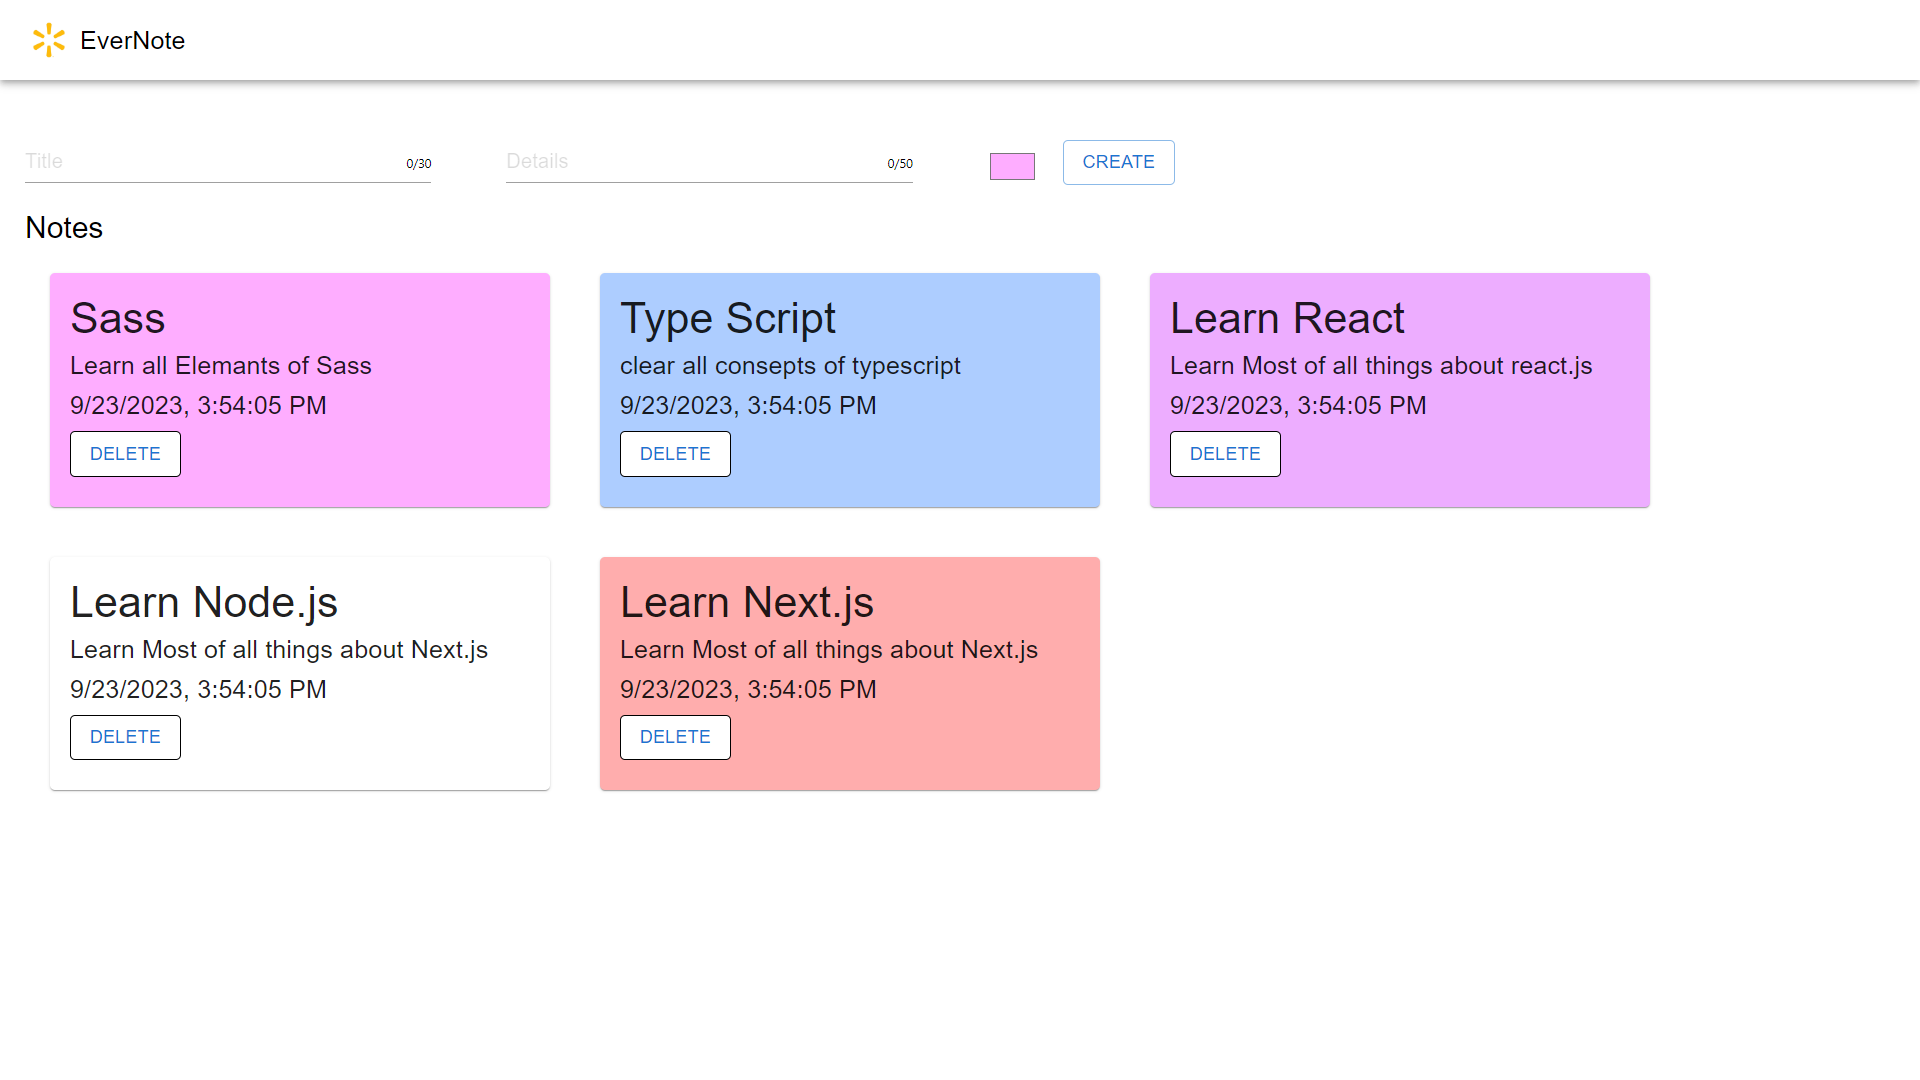 EverNote
Title 0/30 Details 0/50 CREATE
Notes
Sass
Learn all Elemants of Sass
9/23/2023, 3:54:05 PM
DELETE
Type Script
clear all consepts of typescript
9/23/2023, 3:54:05 PM
DELETE
Learn React
Learn Most of all things about react.js
9/23/2023, 3:54:05 PM
DELETE
Learn Node.js
Learn Most of all things about Next.js
9/23/2023, 3:54:05 PM
DELETE
Learn Next.js
Learn Most of all things about Next.js
9/23/2023, 3:54:05 PM
DELETE